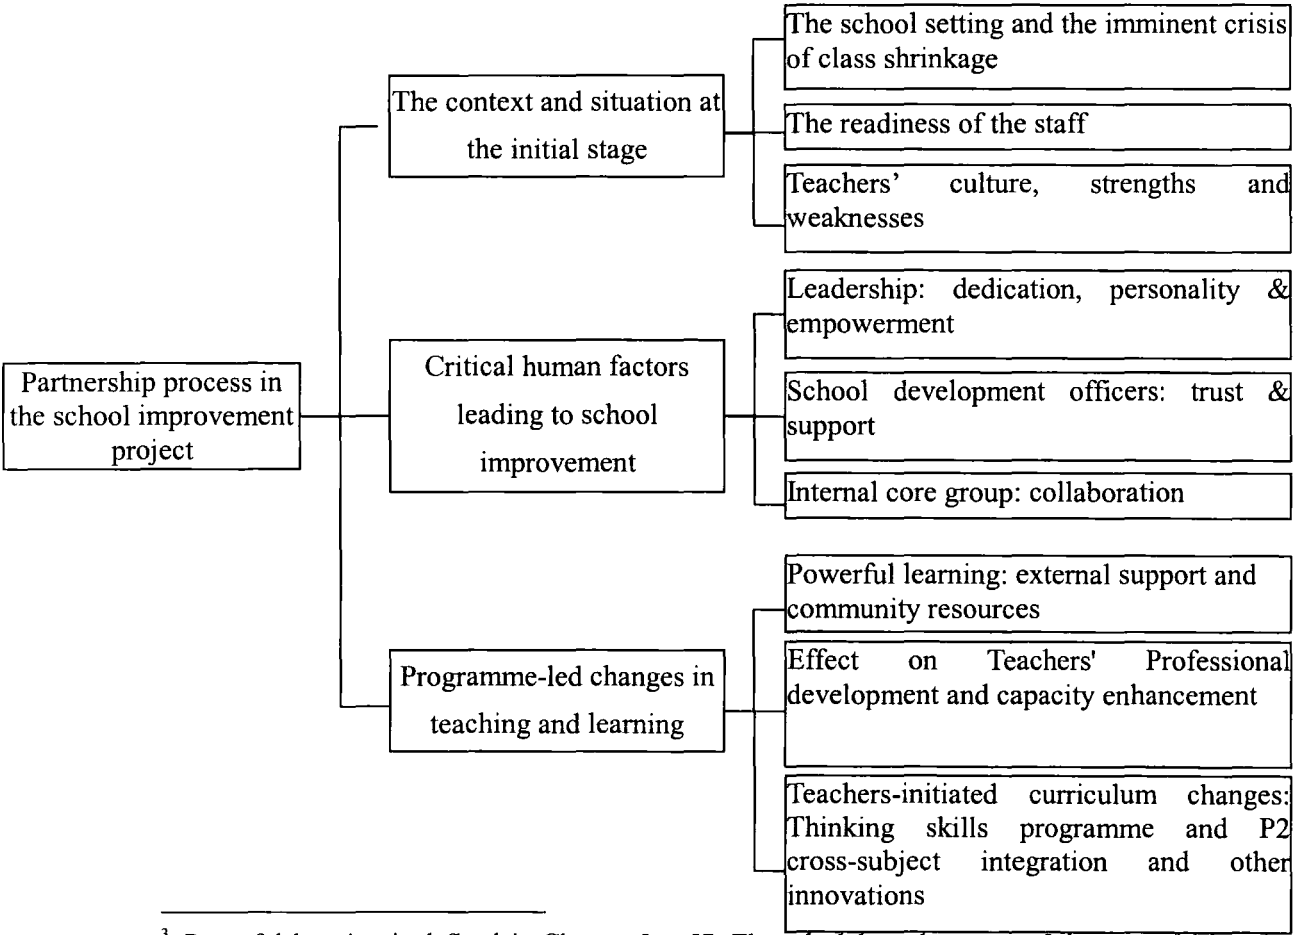 Partnership process in
the school improvement
project
The context and situation at
the initial stage
The school setting and the imminent crisis
of class shrinkage
The readiness of the staff
Teachers’ culture, strengths and
weaknesses
Critical human factors
leading to school
improvement
Leadership: dedication, personality &
empowerment
School development officers: trust &
support
Internal core group: collaboration
Programme-led changes in
teaching and learning
Powerful learning: external support and
community resources
Effect on Teachers' Professional
development and capacity enhancement
Teachers-initiated curriculum changes:
Thinking skills programme and P2
cross-subject integration and other
innovations
3